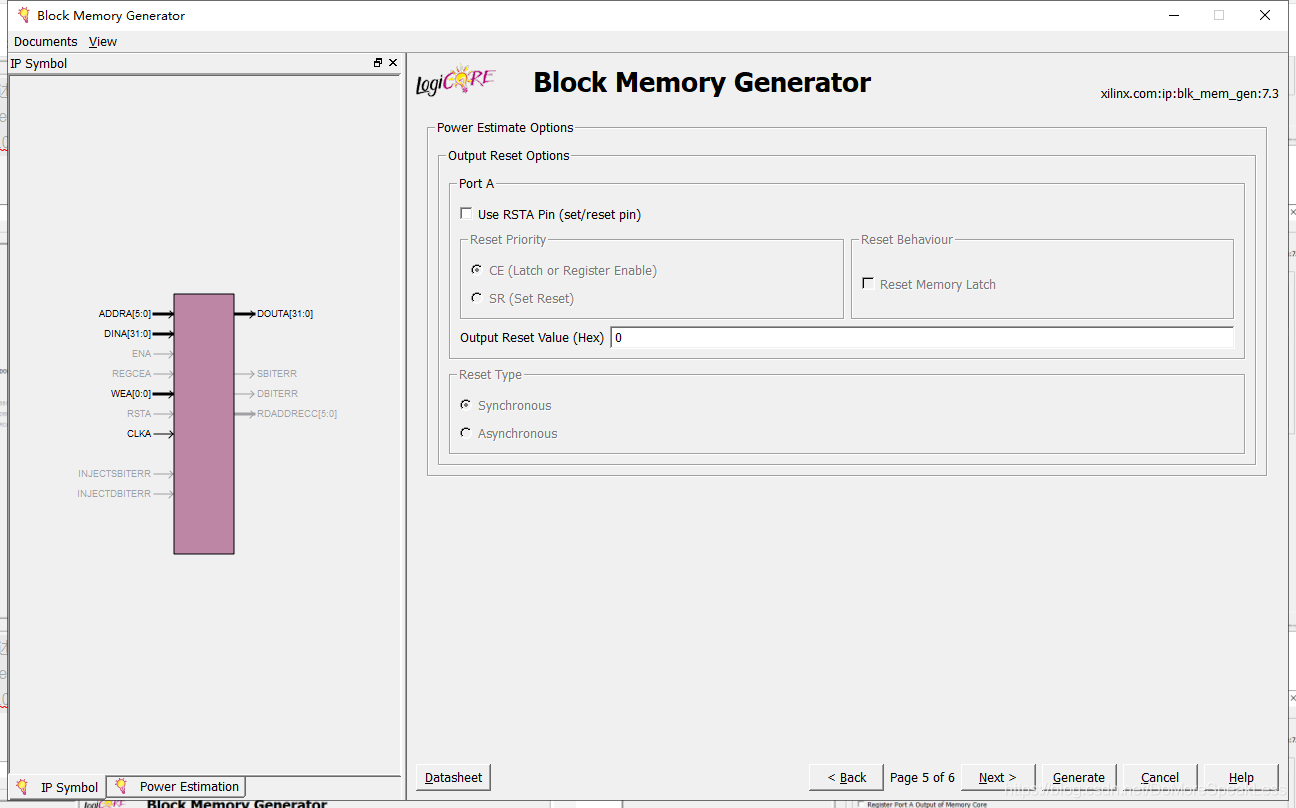 Block Memory Generator
Documents View
IP Symbol
LogiCORE
Block Memory Generator
xilinx.com:ip:blk_mem_gen:7.3
Power Estimate Options
Output Reset Options
Port A
Use RSTA Pin (set/reset pin)
Reset Priority
CE (Latch or Register Enable)
SR (Set Reset)
Reset Behaviour
Reset Memory Latch
Output Reset Value (Hex) 0
Reset Type
Synchronous
Asynchronous
ADDRA[5:0]
DINA[31:0]
ENA
REGCEA
WEA[0:0]
RSTA
CLKA
INJECTSBITERR
INJECTDBITERR
DOUTA[31:0]
SBITERR
DBITERR
RDADDRECC[5:0]
IP Symbol
Power Estimation
Datasheet
< Back
Page 5 of 6
Next >
Generate
Cancel
Help
https://blog.csdn.net/DoMoreSpeakLess
Block Memory Generator
Register Port A Output of Memory Core